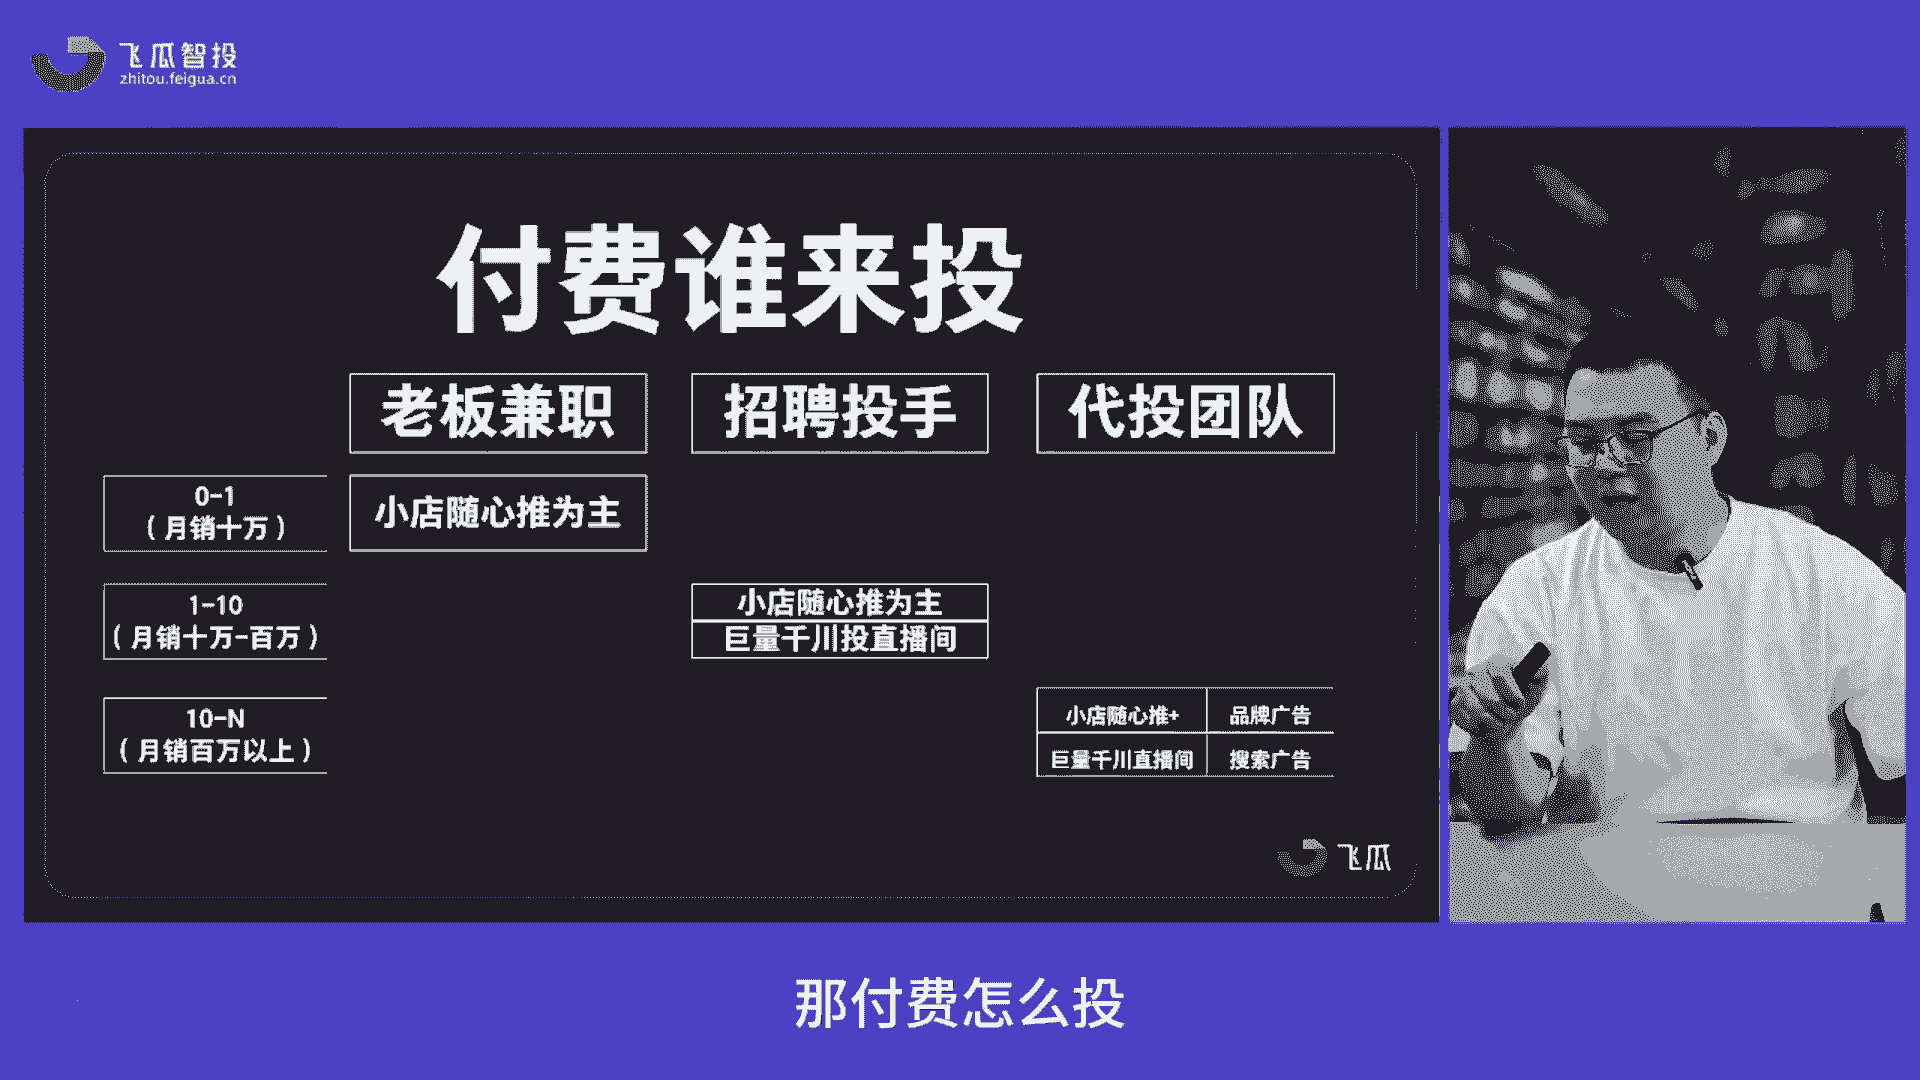 飞瓜智投
zhitou.feigua.cn
付费谁来投
老板兼职
招聘投手
代投团队
0-1
（月销十万）
小店随心推为主
1-10
（月销十万-百万）
小店随心推为主
巨量千川投直播间
10-N
（月销百万以上）
小店随心推+
品牌广告
巨量千川直播间
搜索广告
飞瓜
那付费怎么投